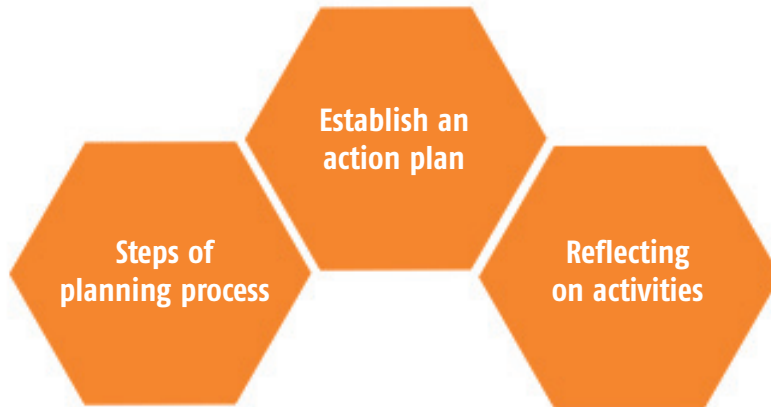 Steps of
planning process
Establish an
action plan
Reflecting
on activities